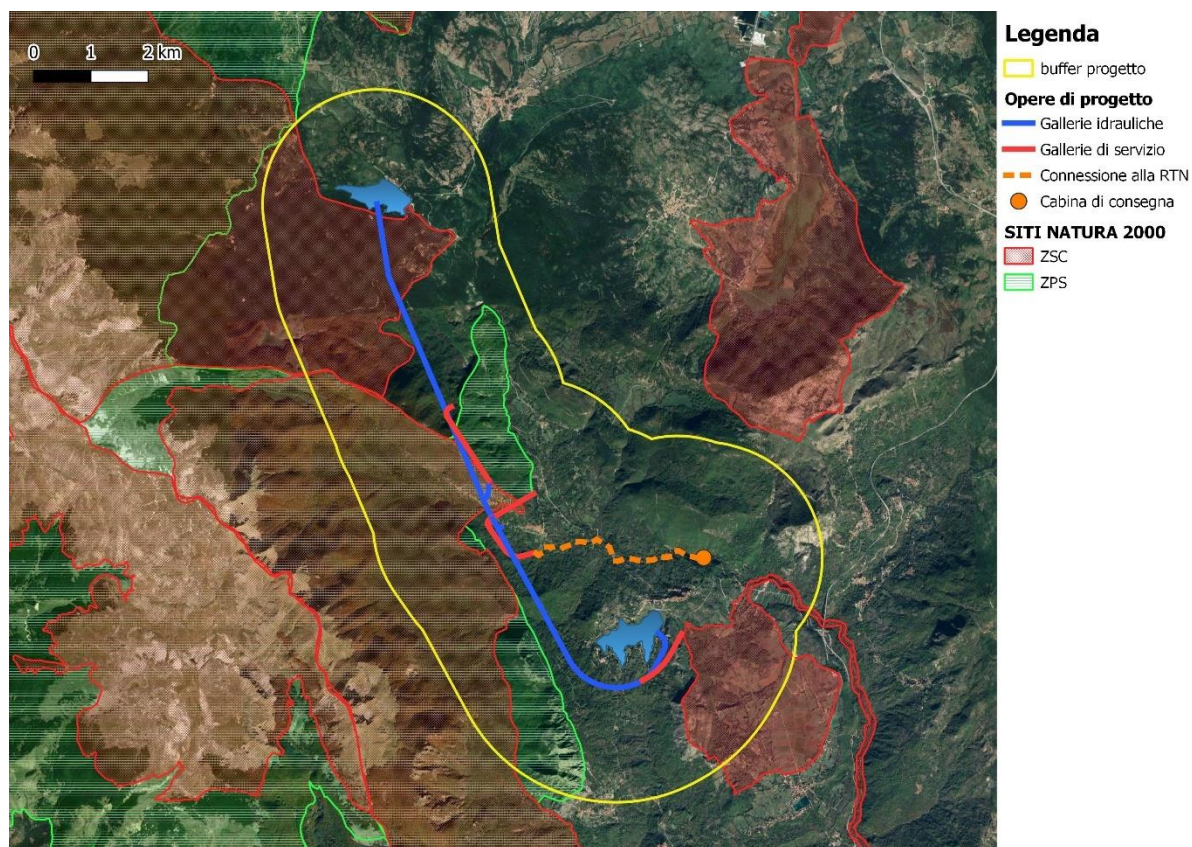 0 1 2 km
Legenda
buffer progetto
Opere di progetto
Gallerie idrauliche
Gallerie di servizio
Connessione alla RTN
Cabina di consegna
SITI NATURA 2000
ZSC
ZPS